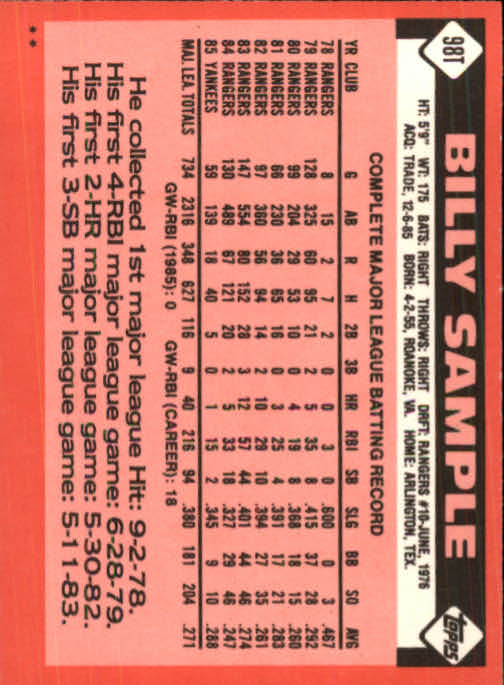 98T
BILLY SAMPLE
TOPPS
HT: 5'9" WT: 175 BATS: RIGHT THROWS: RIGHT DRFT: RANGERS #10-JUNE, 1976
ACQ: TRADE, 12-6-85 BORN: 4-2-55, ROANOKE, VA. HOME: ARLINGTON, TEX.
COMPLETE MAJOR LEAGUE BATTING RECORD
YR CLUB G AB R H 2B 3B HR RBI SB SLG BB SO AVG
78 RANGERS 8 15 2 7 2 0 0 3 0 .600 0 3 .467
79 RANGERS 128 325 60 95 21 2 5 35 8 .415 37 28 .292
80 RANGERS 99 204 29 53 10 0 4 19 8 .368 18 15 .260
81 RANGERS 66 230 36 65 16 0 3 25 4 .391 17 21 .283
82 RANGERS 97 360 56 94 14 2 10 29 10 .394 27 35 .261
83 RANGERS 147 554 80 152 28 3 12 57 44 .401 44 46 .274
84 RANGERS 130 489 67 121 20 2 5 33 18 .327 29 46 .247
85 YANKEES 59 139 18 40 5 0 1 15 2 .345 9 10 .288
MAJ. LEA. TOTALS 734 2316 348 627 116 9 40 216 94 .380 181 204 .271
GW-RBI (1985): 0 GW-RBI (CAREER): 18
He collected 1st major league Hit: 9-2-78.
His first 4-RBI major league game: 6-28-79.
His first 2-HR major league game: 5-30-82.
His first 3-SB major league game: 5-11-83.
**